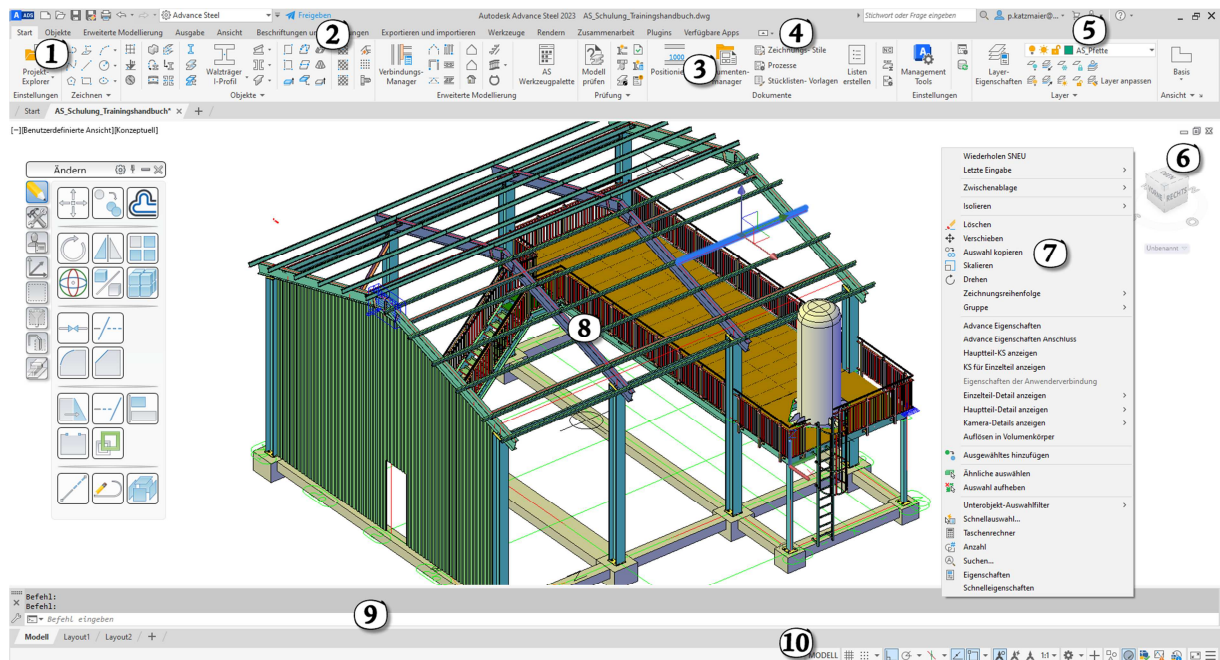 A ADS Advance Steel Freigeben Autodesk Advance Steel 2023 AS_Schulung_Trainingshandbuch.dwg Stichwort oder Frage eingeben p.katzmaier@...
Start Objekte Erweiterte Modellierung Ausgabe Ansicht Exportieren und importieren Werkzeuge Rendern Zusammenarbeit Plugins Verfügbare Apps
1 2 3 4 5
Projekt-Explorer
Walzträger I-Profil
Verbindungs-Manager
AS Werkzeugpalette
Modell prüfen
1000
Zeichnungs- Stile
Prozesse
Stücklisten- Vorlagen
Listen erstellen
Management Tools
Layer-Eigenschaften
AS_Pfette
Layer anpassen
Basis
Einstellungen Zeichnen Objekte Erweiterte Modellierung Prüfung Dokumente Einstellungen Layer Ansicht
Start AS_Schulung_Trainingshandbuch* +
[−][Benutzerdefinierte Ansicht][Konzeptuell]
Ändern
6
RECHTS
Unbenannt
Wiederholen SNEU
Letzte Eingabe
Zwischenablage
Isolieren
Löschen
Verschieben
Auswahl kopieren
7
Skalieren
Drehen
Zeichnungsreihenfolge
Gruppe
Advance Eigenschaften
Advance Eigenschaften Anschluss
Hauptteil-KS anzeigen
KS für Einzelteil anzeigen
Eigenschaften der Anwenderverbindung
Einzelteil-Detail anzeigen
Hauptteil-Detail anzeigen
Kamera-Details anzeigen
Auflösen in Volumenkörper
Ausgewähltes hinzufügen
Ähnliche auswählen
Auswahl aufheben
Unterobjekt-Auswahlfilter
Schnellauswahl...
Taschenrechner
Anzahl
Suchen...
Eigenschaften
Schnelleigenschaften
8
Befehl:
Befehl:
Befehl eingeben
9
Modell Layout1 Layout2 +
10
MODELL 1:1